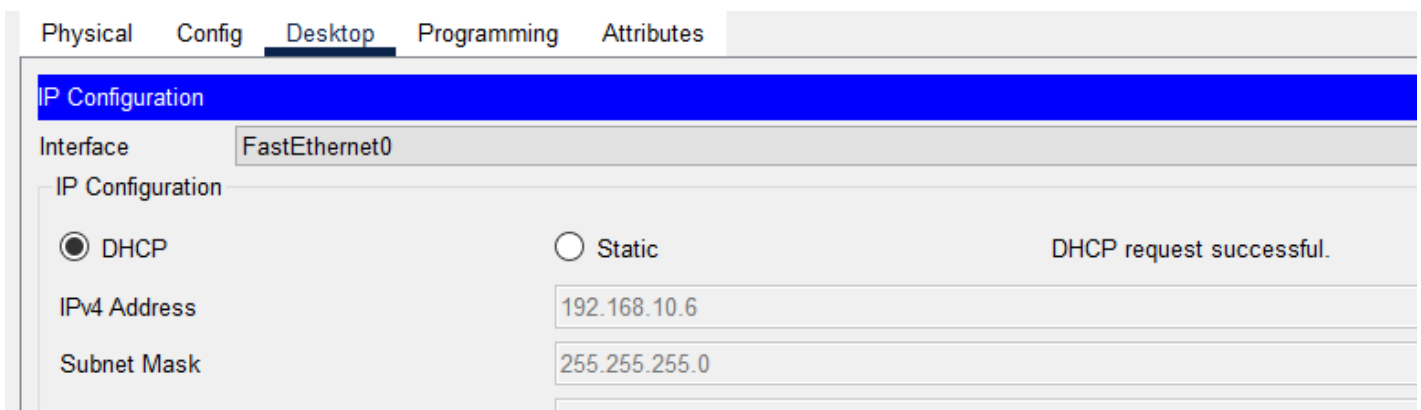 Physical Config Desktop Programming Attributes
IP Configuration
Interface FastEthernet0
IP Configuration
DHCP Static DHCP request successful.
IPv4 Address 192.168.10.6
Subnet Mask 255.255.255.0